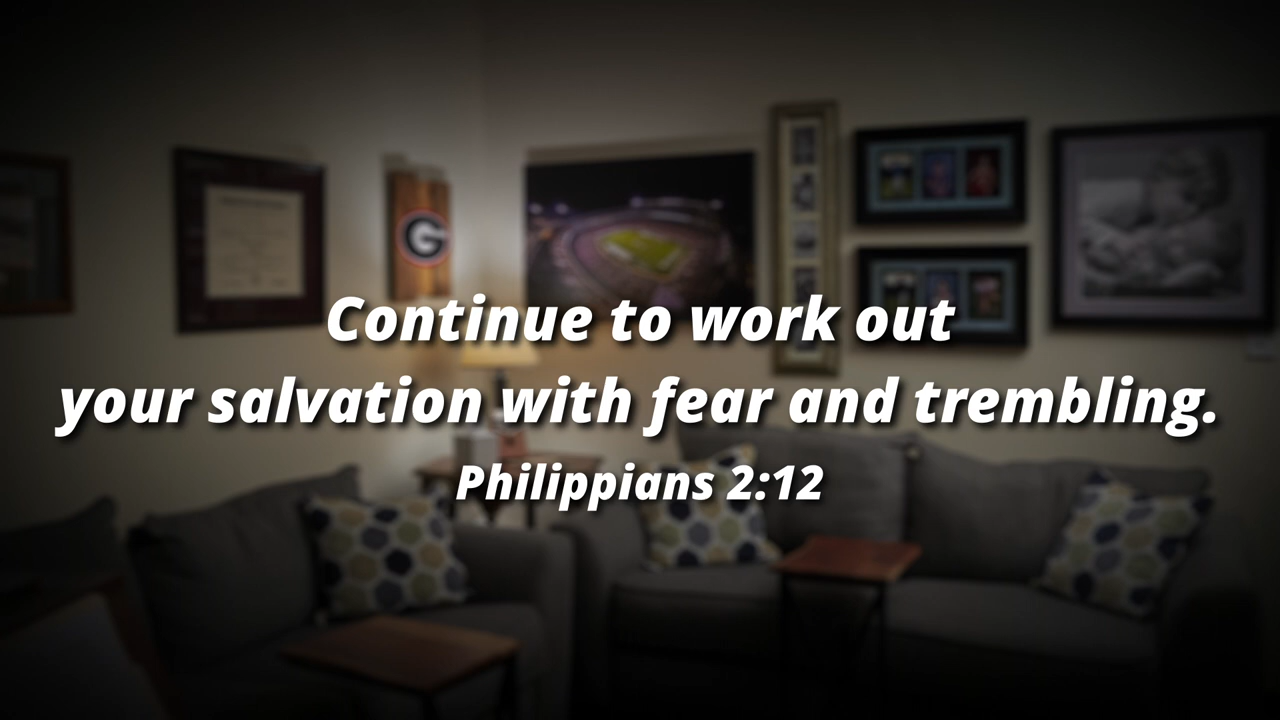 G
Continue to work out
your salvation with fear and trembling.
Philippians 2:12